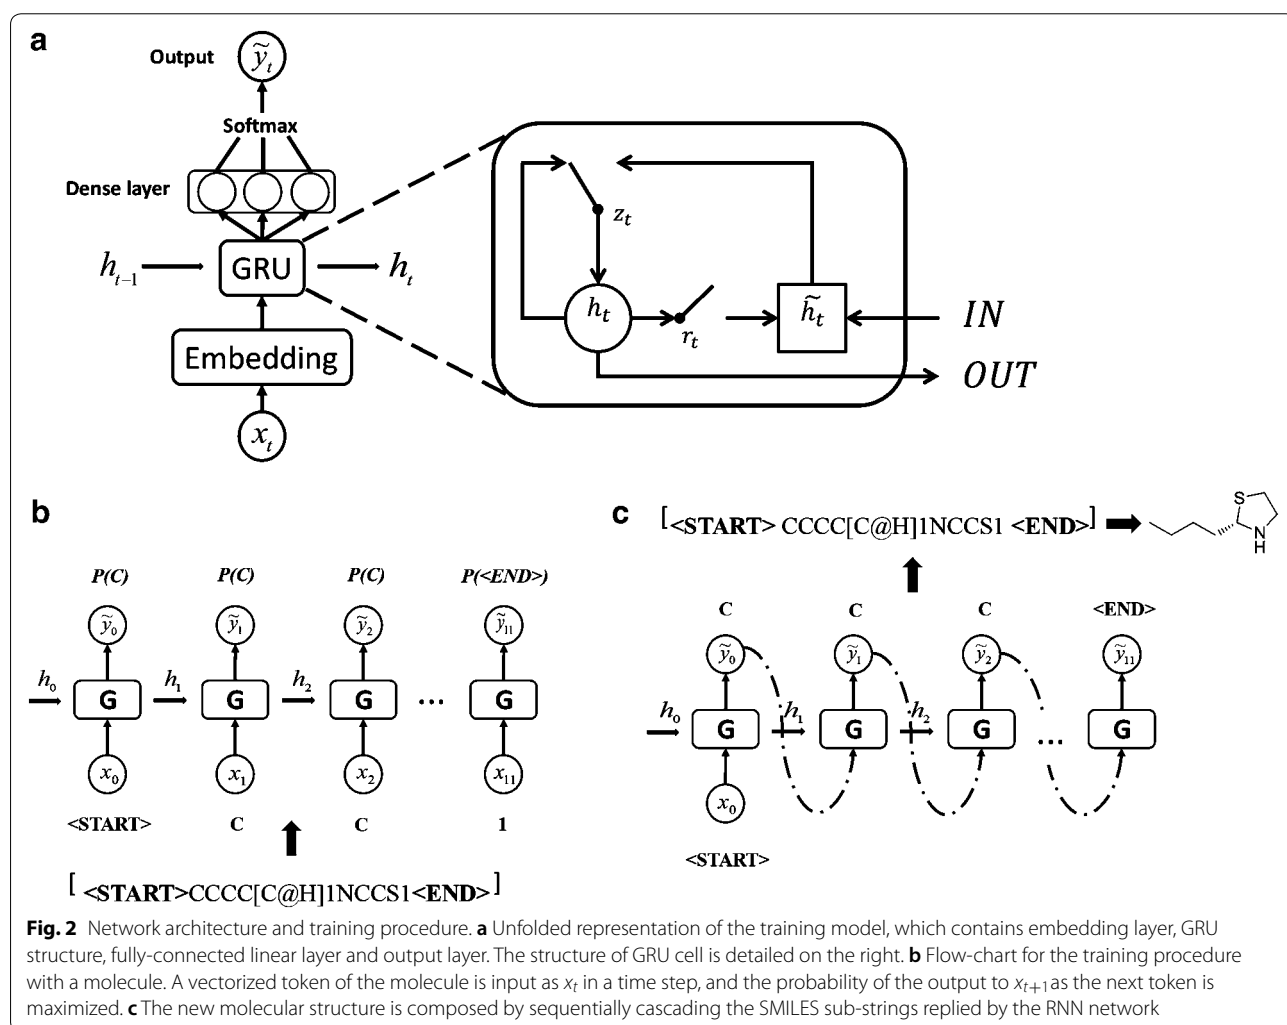 a
Output
ỹt
Softmax
Dense layer
ht−1
GRU
ht
Embedding
xt
zt
ht
rt
h̃t
IN
OUT
b
P(C) P(C) P(C) P(<END>)
ỹ0 ỹ1 ỹ2 ỹ11
h0 h1 h2
G G G ... G
x0 x1 x2 x11
<START> C C 1
[<START>CCCC[C@H]1NCCS1<END>]
c
[<START> CCCC[C@H]1NCCS1 <END>]
S
N
H
C C C <END>
ỹ0 ỹ1 ỹ2 ỹ11
h0 h1 h2
G G G ... G
x0
<START>
Fig. 2 Network architecture and training procedure. a Unfolded representation of the training model, which contains embedding layer, GRU
structure, fully-connected linear layer and output layer. The structure of GRU cell is detailed on the right. b Flow-chart for the training procedure
with a molecule. A vectorized token of the molecule is input as xt in a time step, and the probability of the output to xt+1 as the next token is
maximized. c The new molecular structure is composed by sequentially cascading the SMILES sub-strings replied by the RNN network